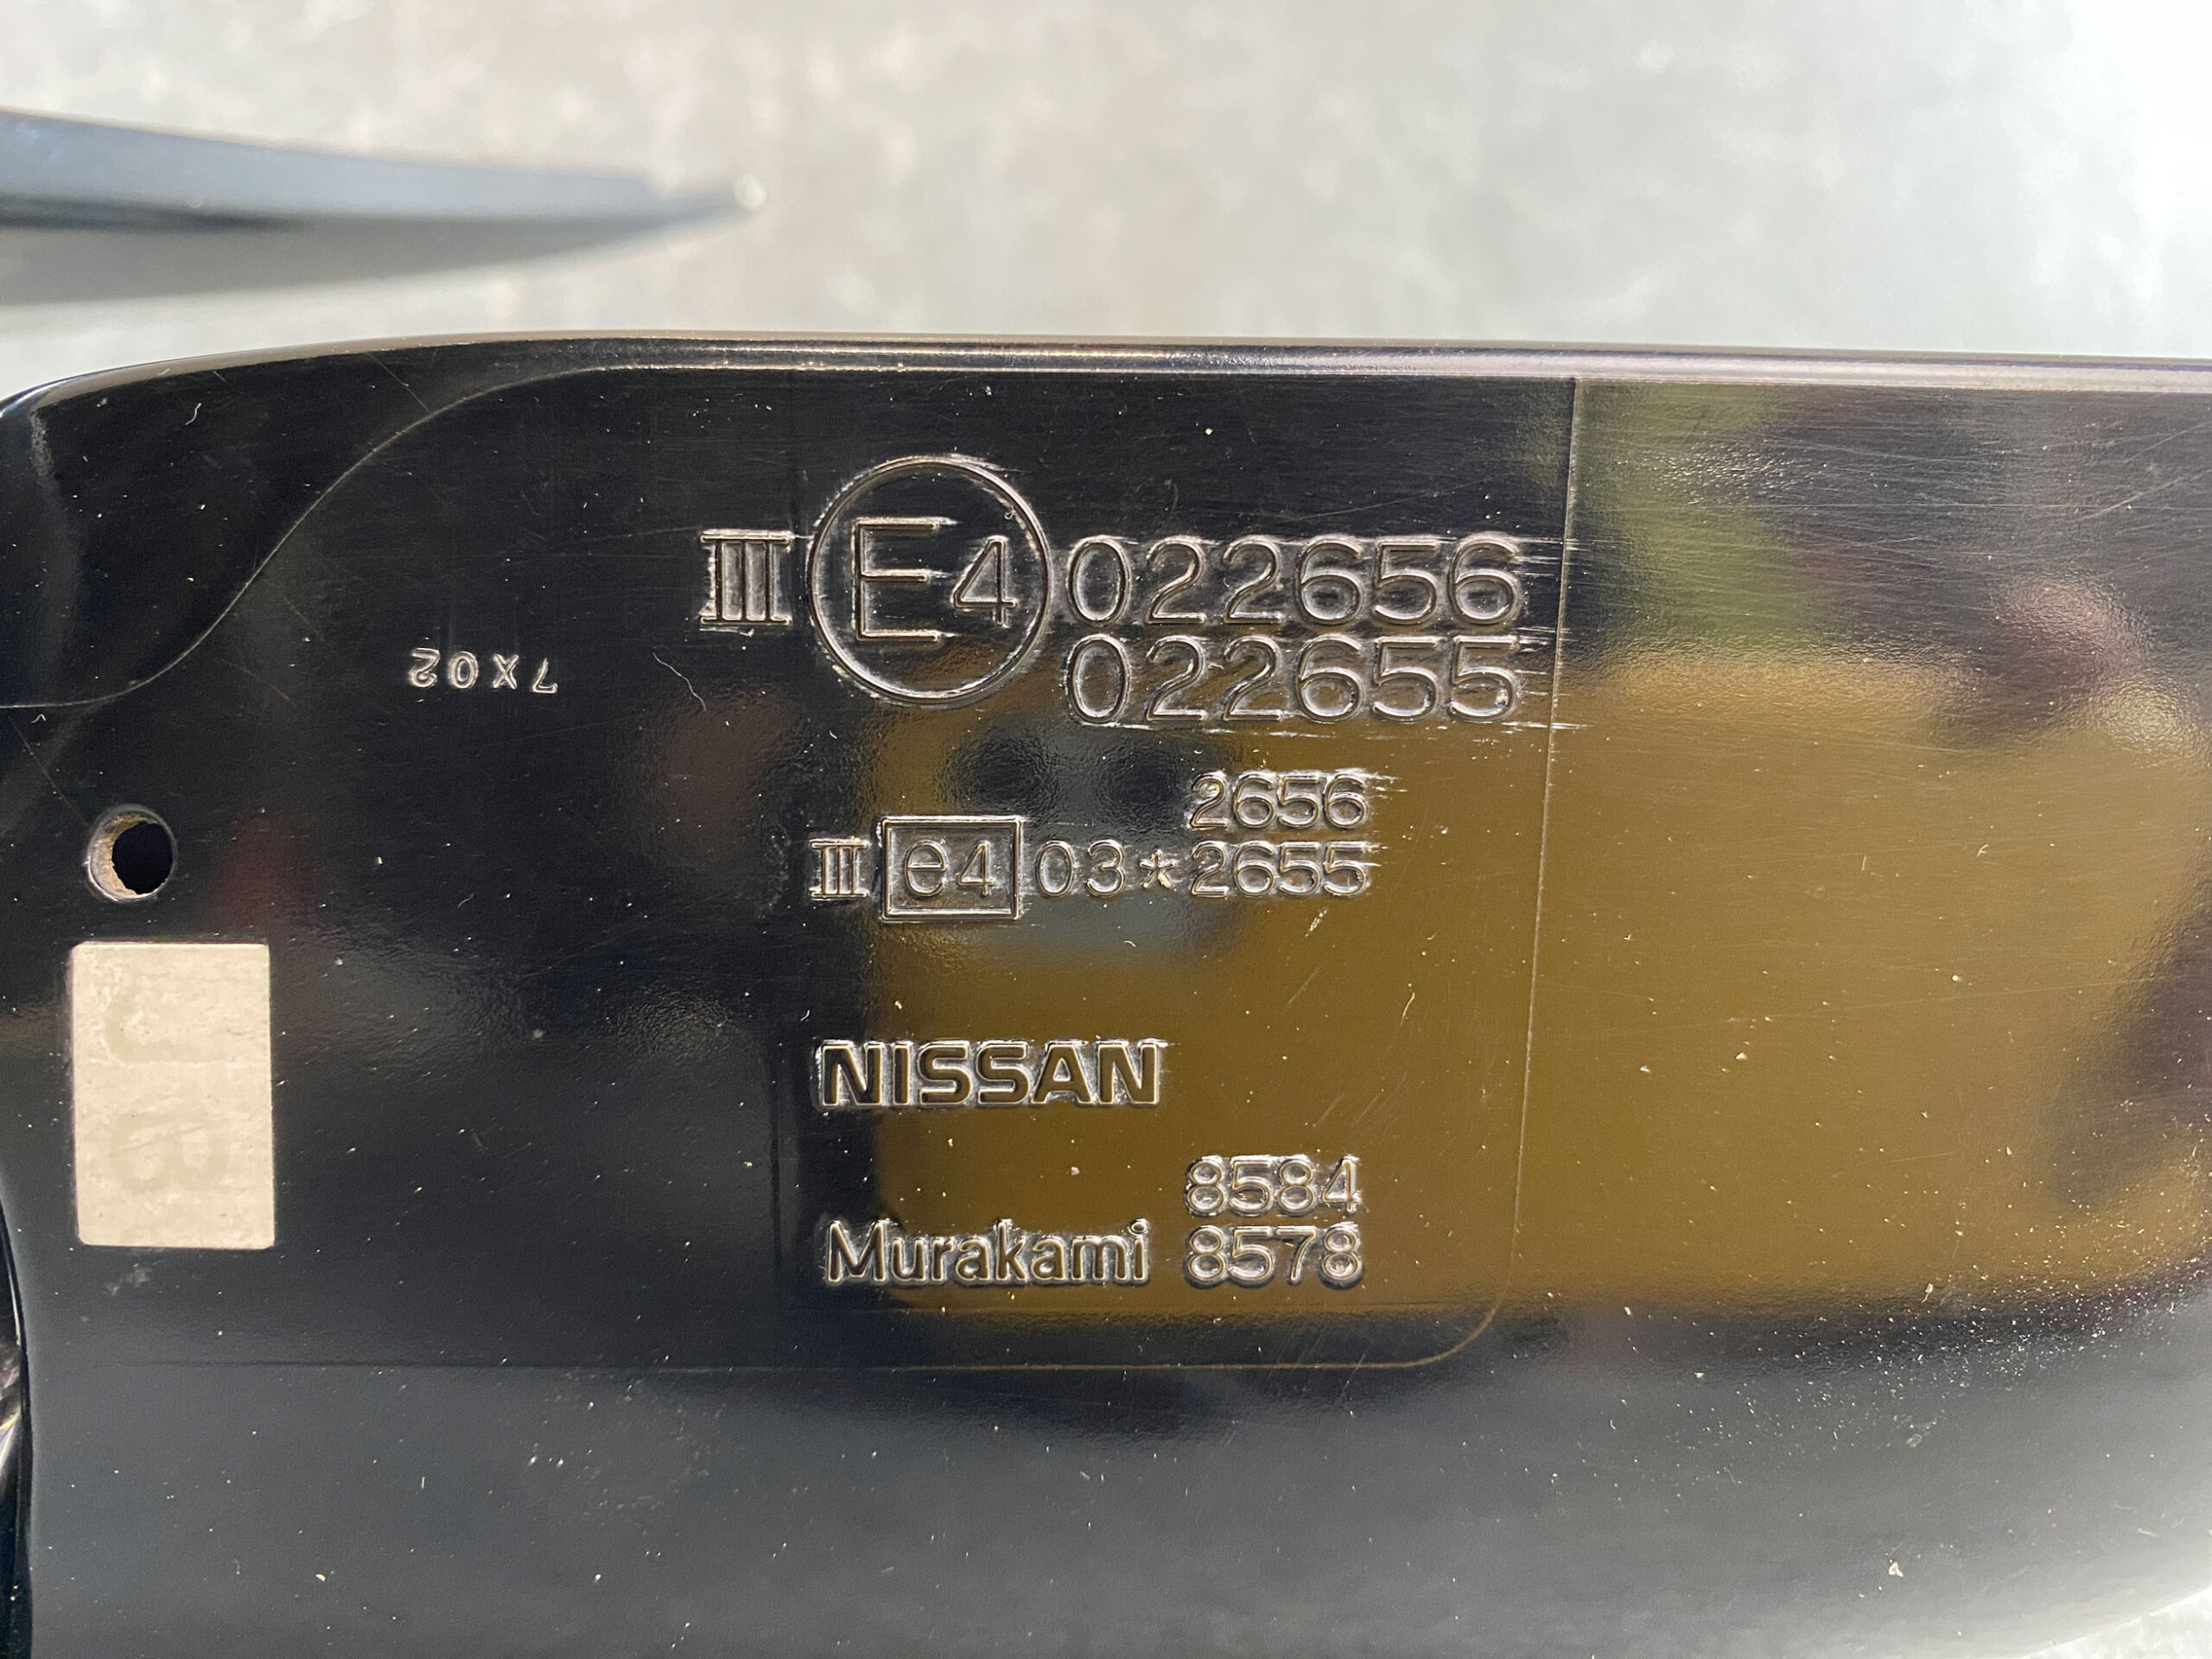 III E4 022656
022655
7X02
2656
III e4 03*2655
NISSAN
8584
Murakami 8578